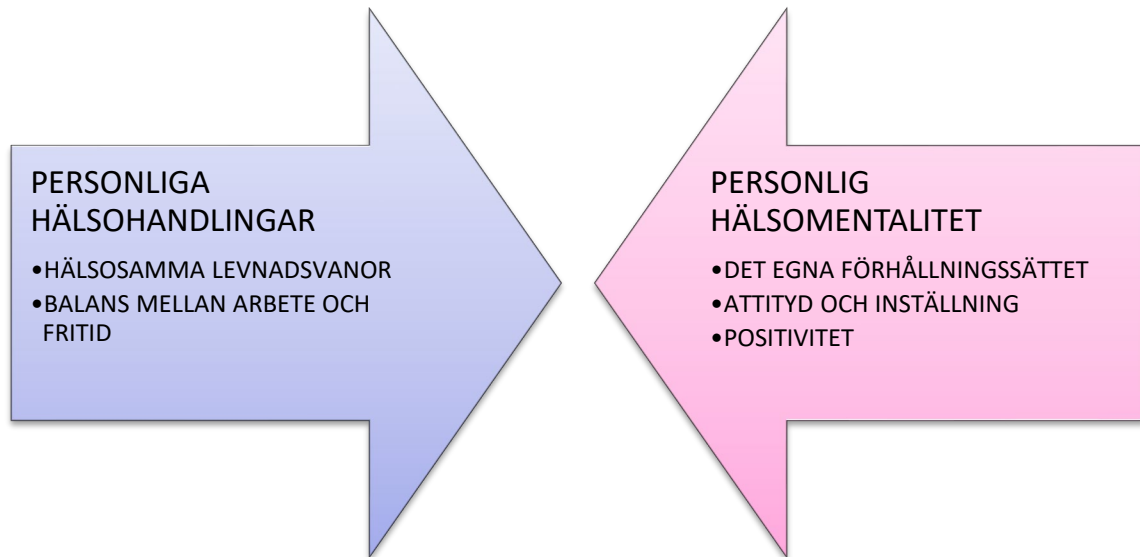 PERSONLIGA
HÄLSOHANDLINGAR
•HÄLSOSAMMA LEVNADSVANOR
•BALANS MELLAN ARBETE OCH
FRITID
PERSONLIG
HÄLSOMENTALITET
•DET EGNA FÖRHÅLLNINGSSÄTTET
•ATTITYD OCH INSTÄLLNING
•POSITIVITET